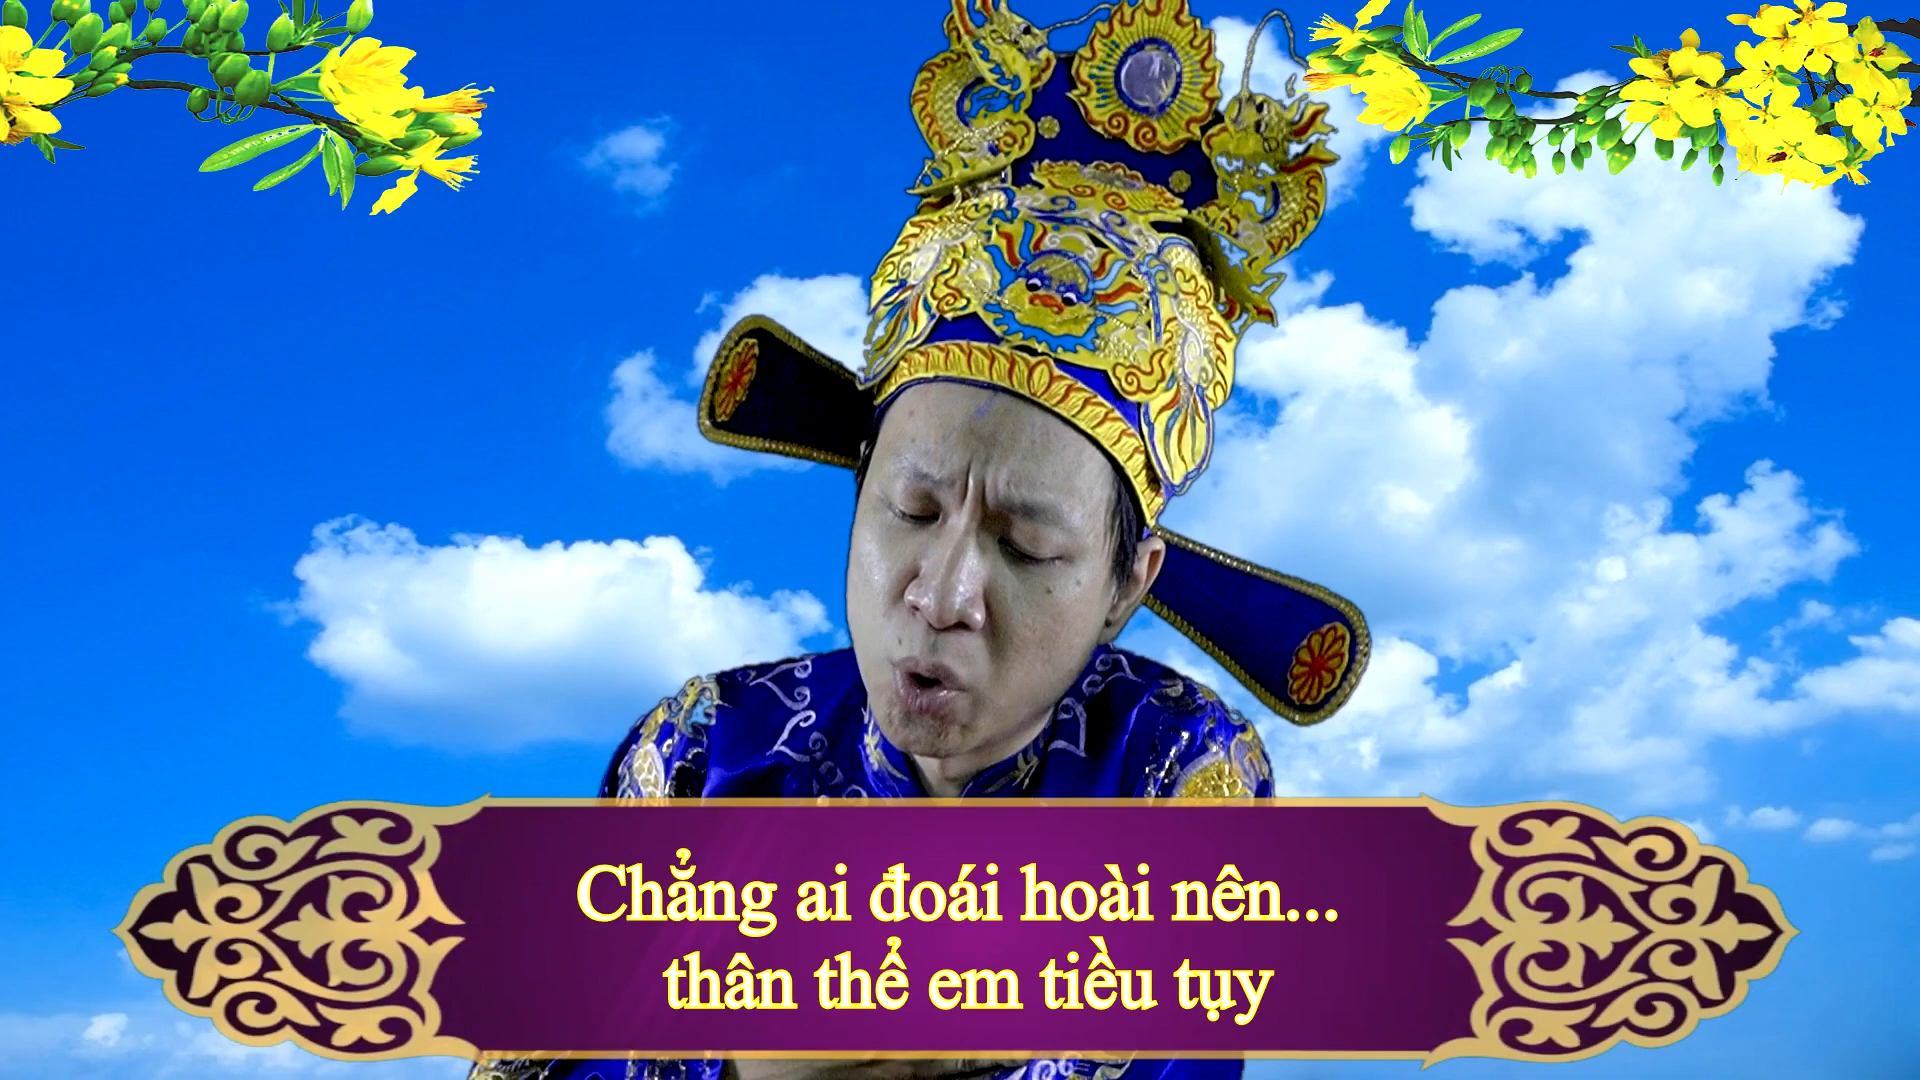 Chẳng ai đoái hoài nên...
thân thể em tiều tụy